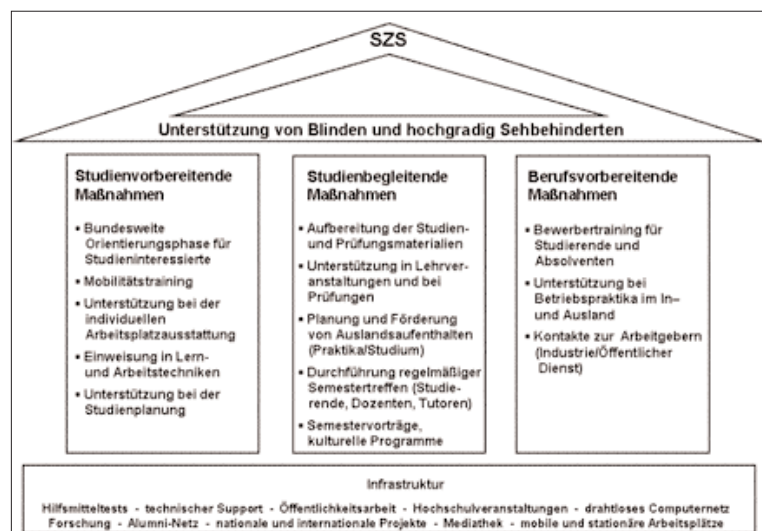 SZS
Unterstützung von Blinden und hochgradig Sehbehinderten
Studienvorbereitende
Maßnahmen
▪ Bundesweite
Orientierungsphase für
Studieninteressierte
▪ Mobilitätstraining
▪ Unterstützung bei der
individuellen
Arbeitsplatzausstattung
▪ Einweisung in Lern-
und Arbeitstechniken
▪ Unterstützung bei der
Studienplanung
Studienbegleitende
Maßnahmen
▪ Aufbereitung der Studien-
und Prüfungsmaterialien
▪ Unterstützung in Lehrver-
anstaltungen und bei
Prüfungen
▪ Planung und Förderung
von Auslandsaufenthalten
(Praktika/Studium)
▪ Durchführung regelmäßiger
Semestertreffen (Studie-
rende, Dozenten, Tutoren)
▪ Semestervorträge,
kulturelle Programme
Berufsvorbereitende
Maßnahmen
▪ Bewerbertraining für
Studierende und
Absolventen
▪ Unterstützung bei
Betriebspraktika im In–
und Ausland
▪ Kontakte zur Arbeitgebern
(Industrie/Öffentlicher
Dienst)
Infrastruktur
Hilfsmitteltests - technischer Support - Öffentlichkeitsarbeit - Hochschulveranstaltungen - drahtloses Computernetz
Forschung - Alumni-Netz - nationale und internationale Projekte - Mediathek - mobile und stationäre Arbeitsplätze